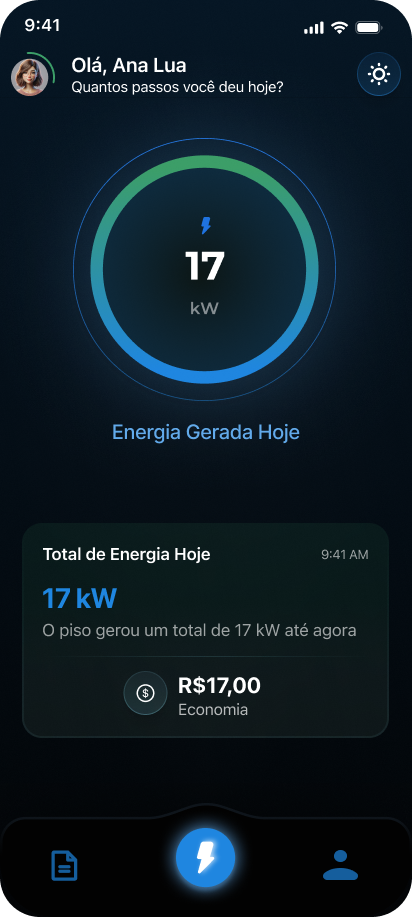 9:41
Olá, Ana Lua
Quantos passos você deu hoje?
17
kW
Energia Gerada Hoje
Total de Energia Hoje 9:41 AM
17 kW
O piso gerou um total de 17 kW até agora
$ R$17,00
Economia